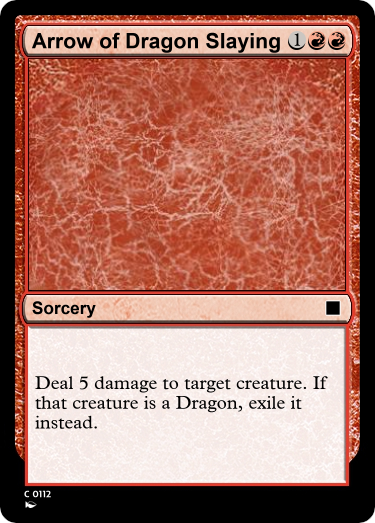 Arrow of Dragon Slaying 1
Sorcery
Deal 5 damage to target creature. If
that creature is a Dragon, exile it
instead.
C 0112